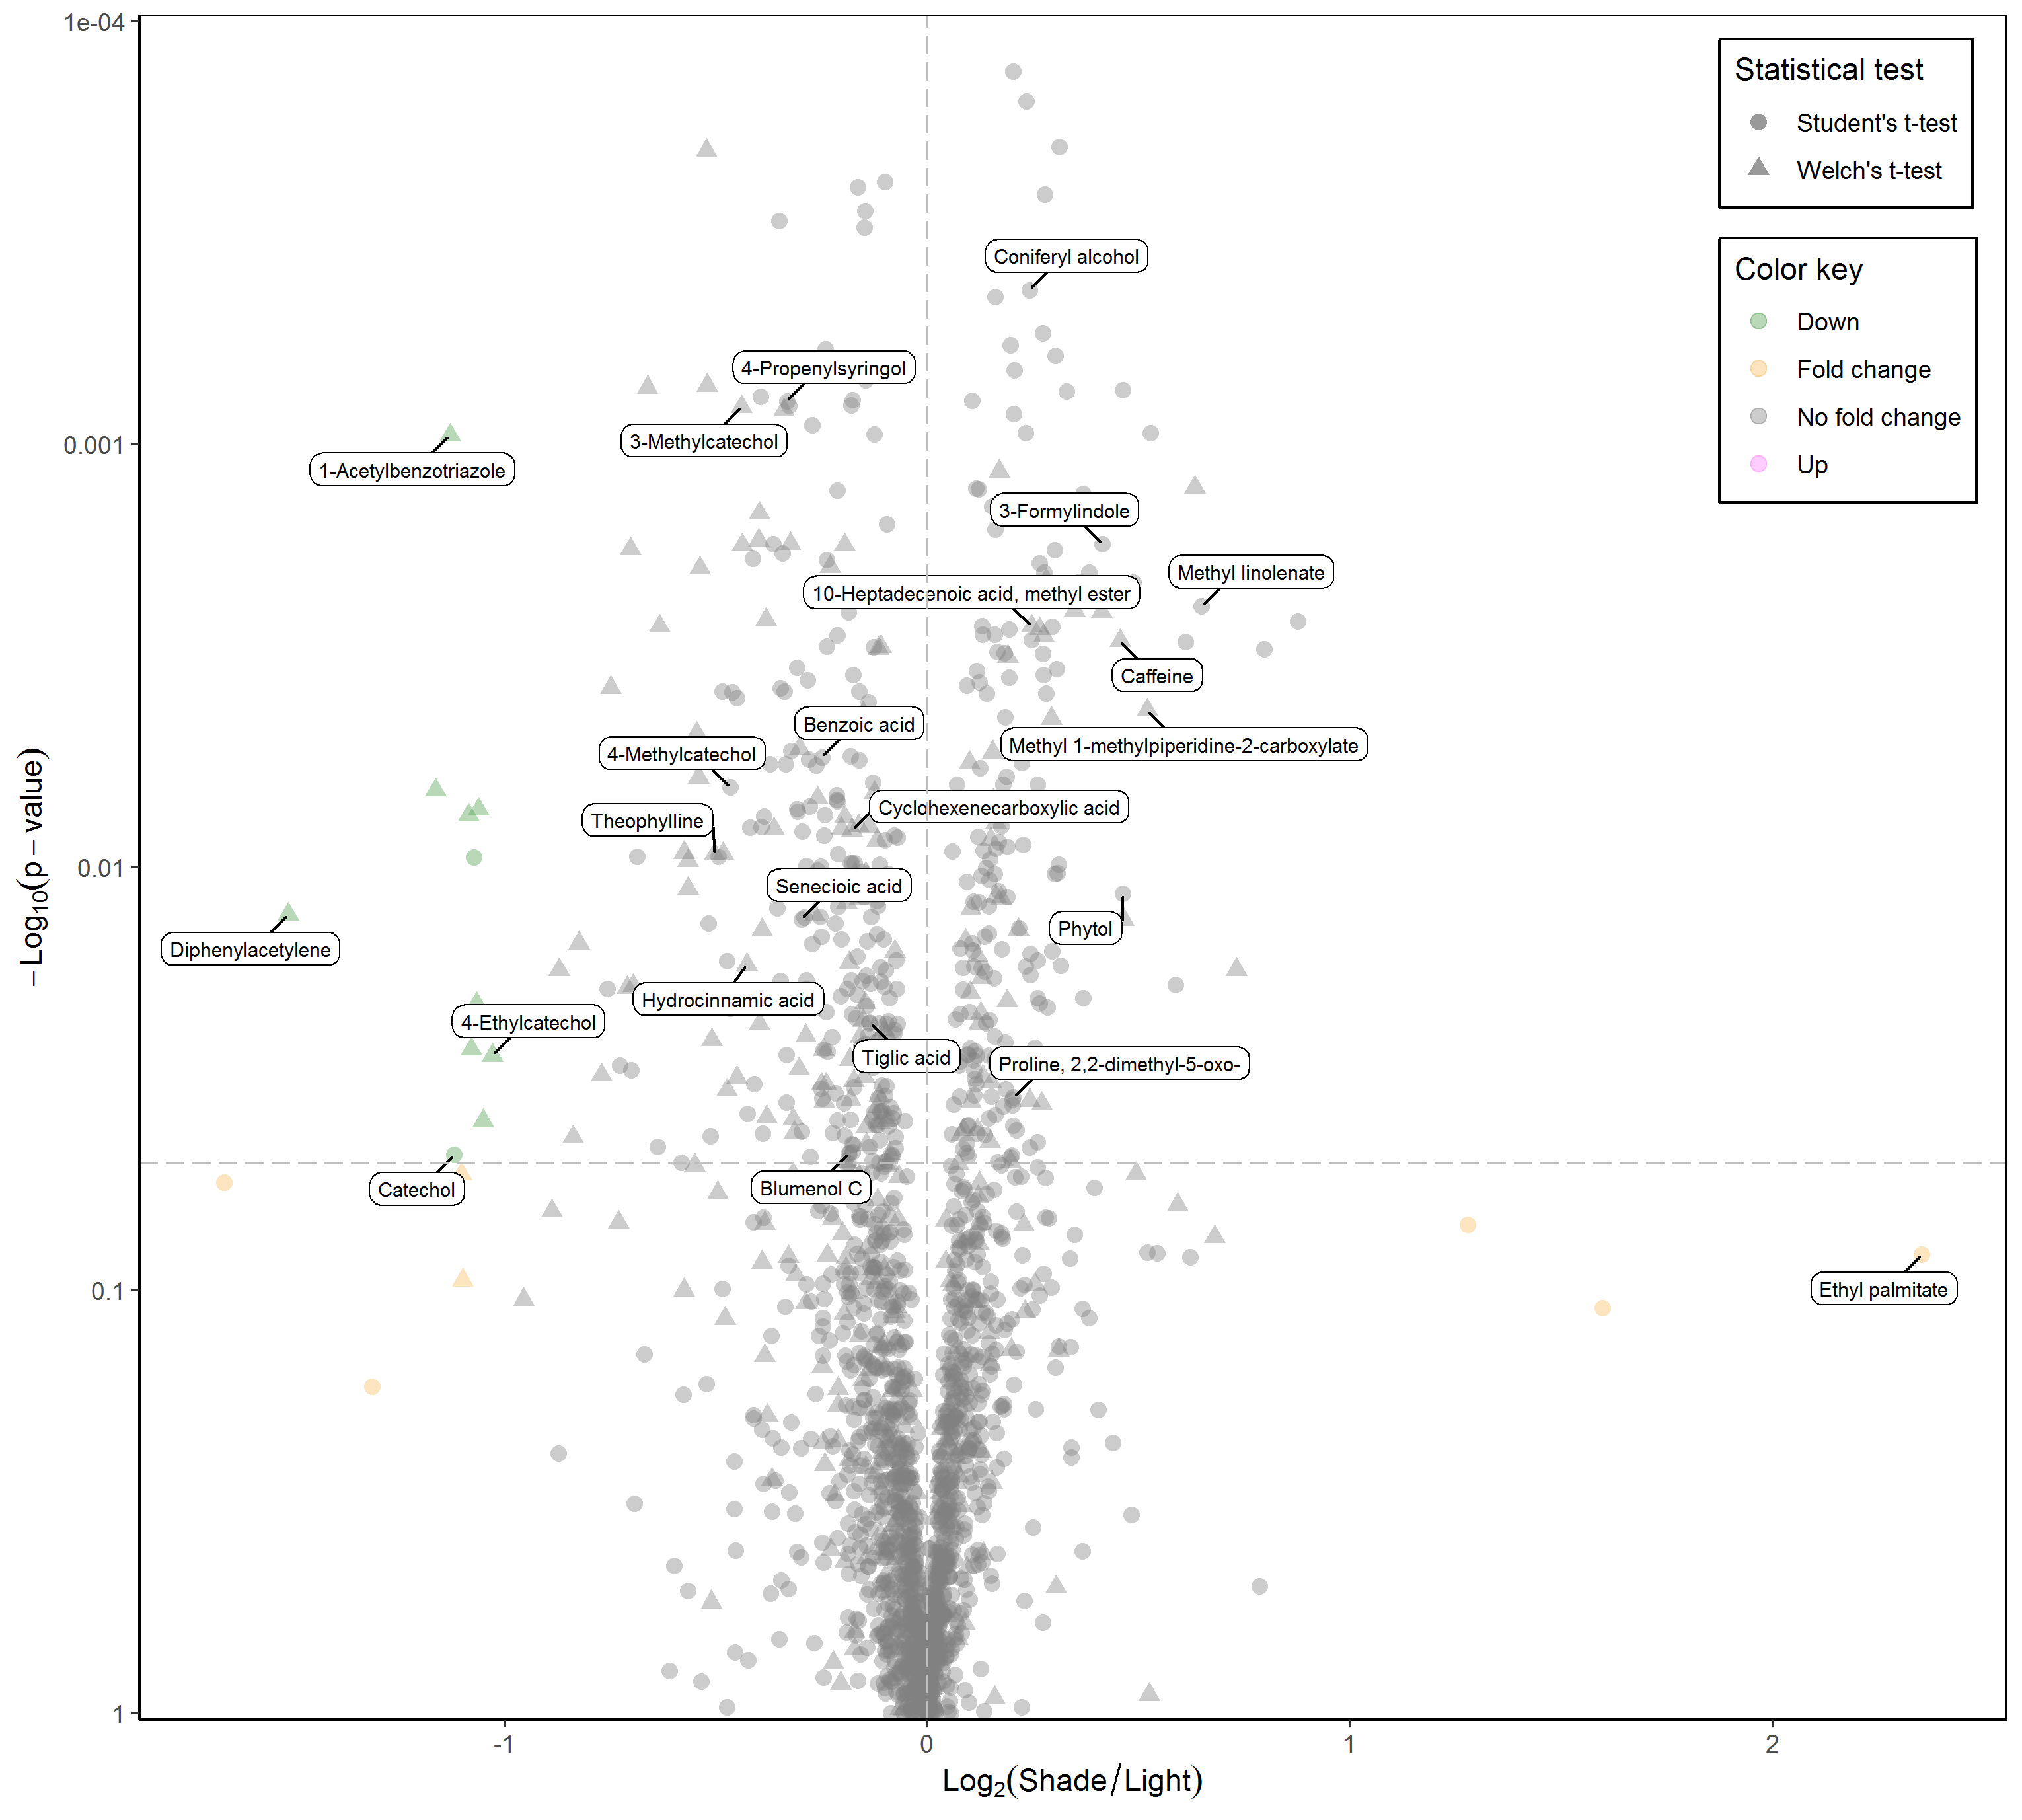 1e-04
0.001
0.01
0.1
1
-1
0
1
2
−Log10(p − value)
Log2(Shade/Light)
Statistical test
Student's t-test
Welch's t-test
Color key
Down
Fold change
No fold change
Up
Coniferyl alcohol
4-Propenylsyringol
3-Methylcatechol
1-Acetylbenzotriazole
3-Formylindole
Methyl linolenate
10-Heptadecenoic acid, methyl ester
Caffeine
Benzoic acid
Methyl 1-methylpiperidine-2-carboxylate
4-Methylcatechol
Cyclohexenecarboxylic acid
Theophylline
Senecioic acid
Phytol
Diphenylacetylene
Hydrocinnamic acid
4-Ethylcatechol
Tiglic acid
Proline, 2,2-dimethyl-5-oxo-
Catechol
Blumenol C
Ethyl palmitate